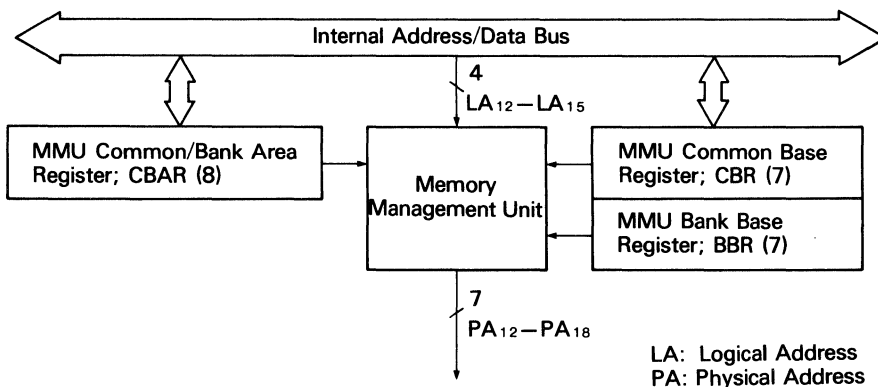 Internal Address/Data Bus
4
LA12–LA15
MMU Common/Bank Area
Register; CBAR (8)
Memory
Management Unit
MMU Common Base
Register; CBR (7)
MMU Bank Base
Register; BBR (7)
7
PA12–PA18
LA: Logical Address
PA: Physical Address